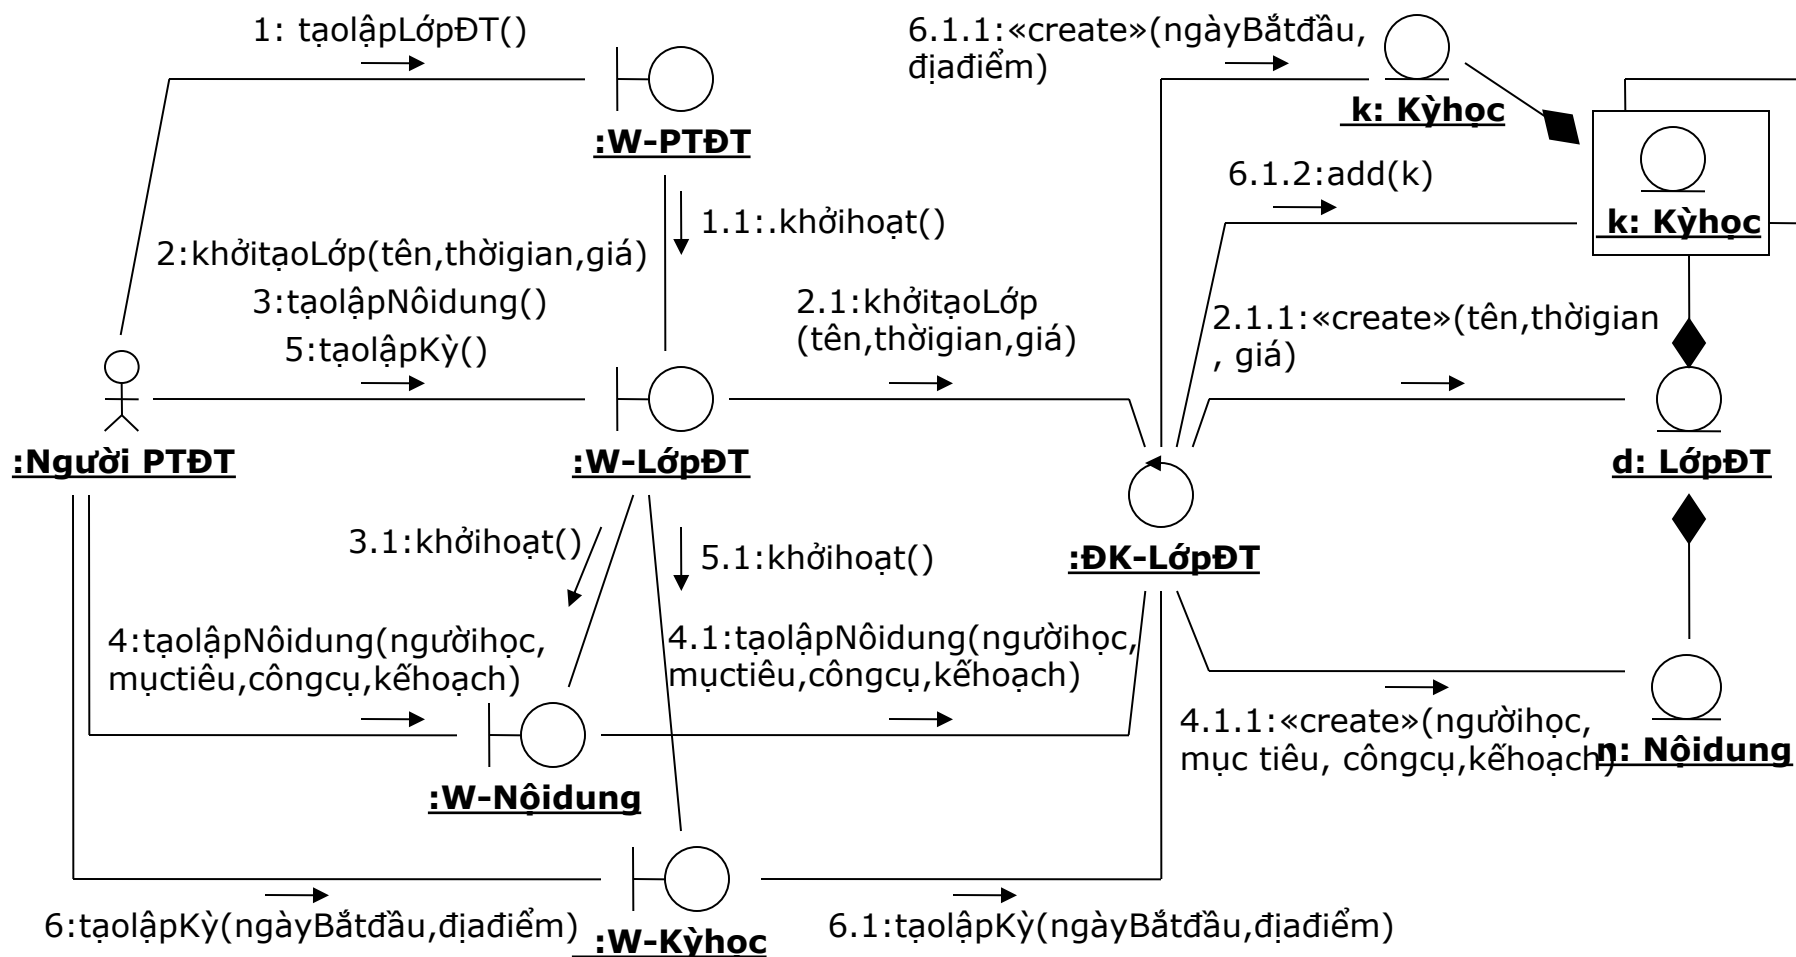 1: tạolậpLớpĐT()
6.1.1:«create»(ngàyBắtđầu,
địađiểm)
k: Kỳhọc
:W-PTĐT
6.1.2:add(k)
k: Kỳhọc
1.1:.khởihoạt()
2:khởitạoLớp(tên,thờigian,giá)
3:tạolậpNôidung()
5:tạolậpKỳ()
2.1:khởitạoLớp
(tên,thờigian,giá)
2.1.1:«create»(tên,thờigian
, giá)
:Người PTĐT
:W-LớpĐT
d: LớpĐT
3.1:khởihoạt()
5.1:khởihoạt()
:ĐK-LớpĐT
4:tạolậpNôidung(ngườihọc,
mụctiêu,côngcụ,kếhoạch)
4.1:tạolậpNôidung(ngườihọc,
mụctiêu,côngcụ,kếhoạch)
4.1.1:«create»(ngườihọc,
mục tiêu, côngcụ,kếhoạch)
n: Nộidung
:W-Nộidung
6:tạolậpKỳ(ngàyBắtđầu,địađiểm)
:W-Kỳhọc
6.1:tạolậpKỳ(ngàyBắtđầu,địađiểm)